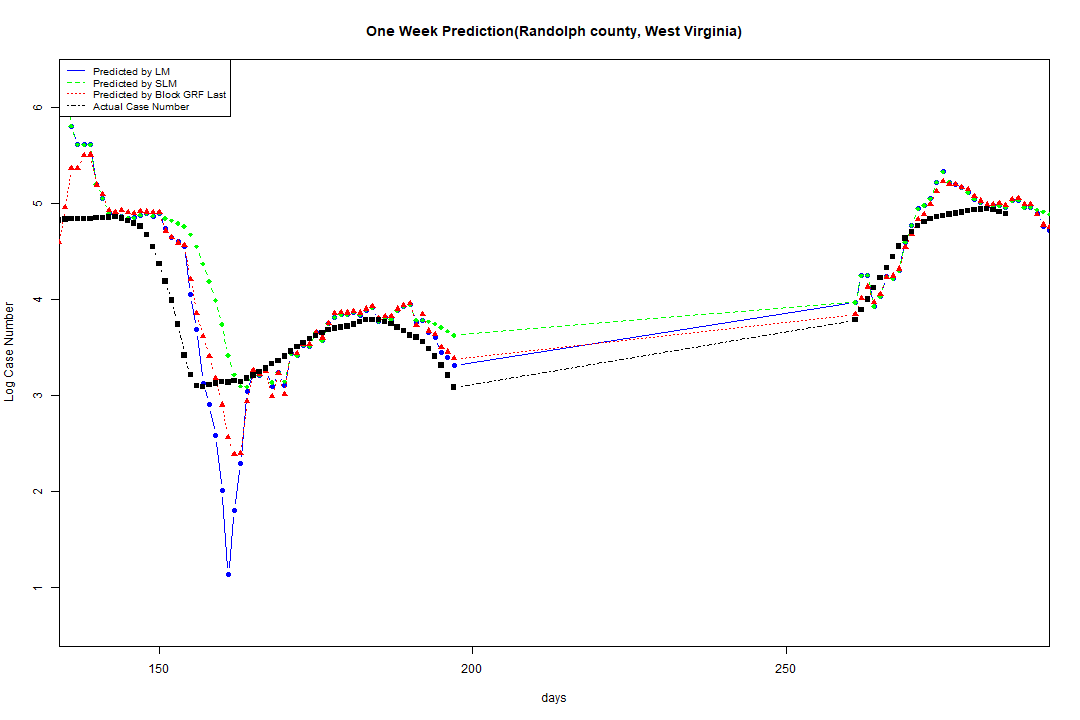 One Week Prediction(Randolph county, West Virginia)
Predicted by LM
Predicted by SLM
Predicted by Block GRF Last
Actual Case Number
6
5
4
3
2
1
Log Case Number
150
200
250
days